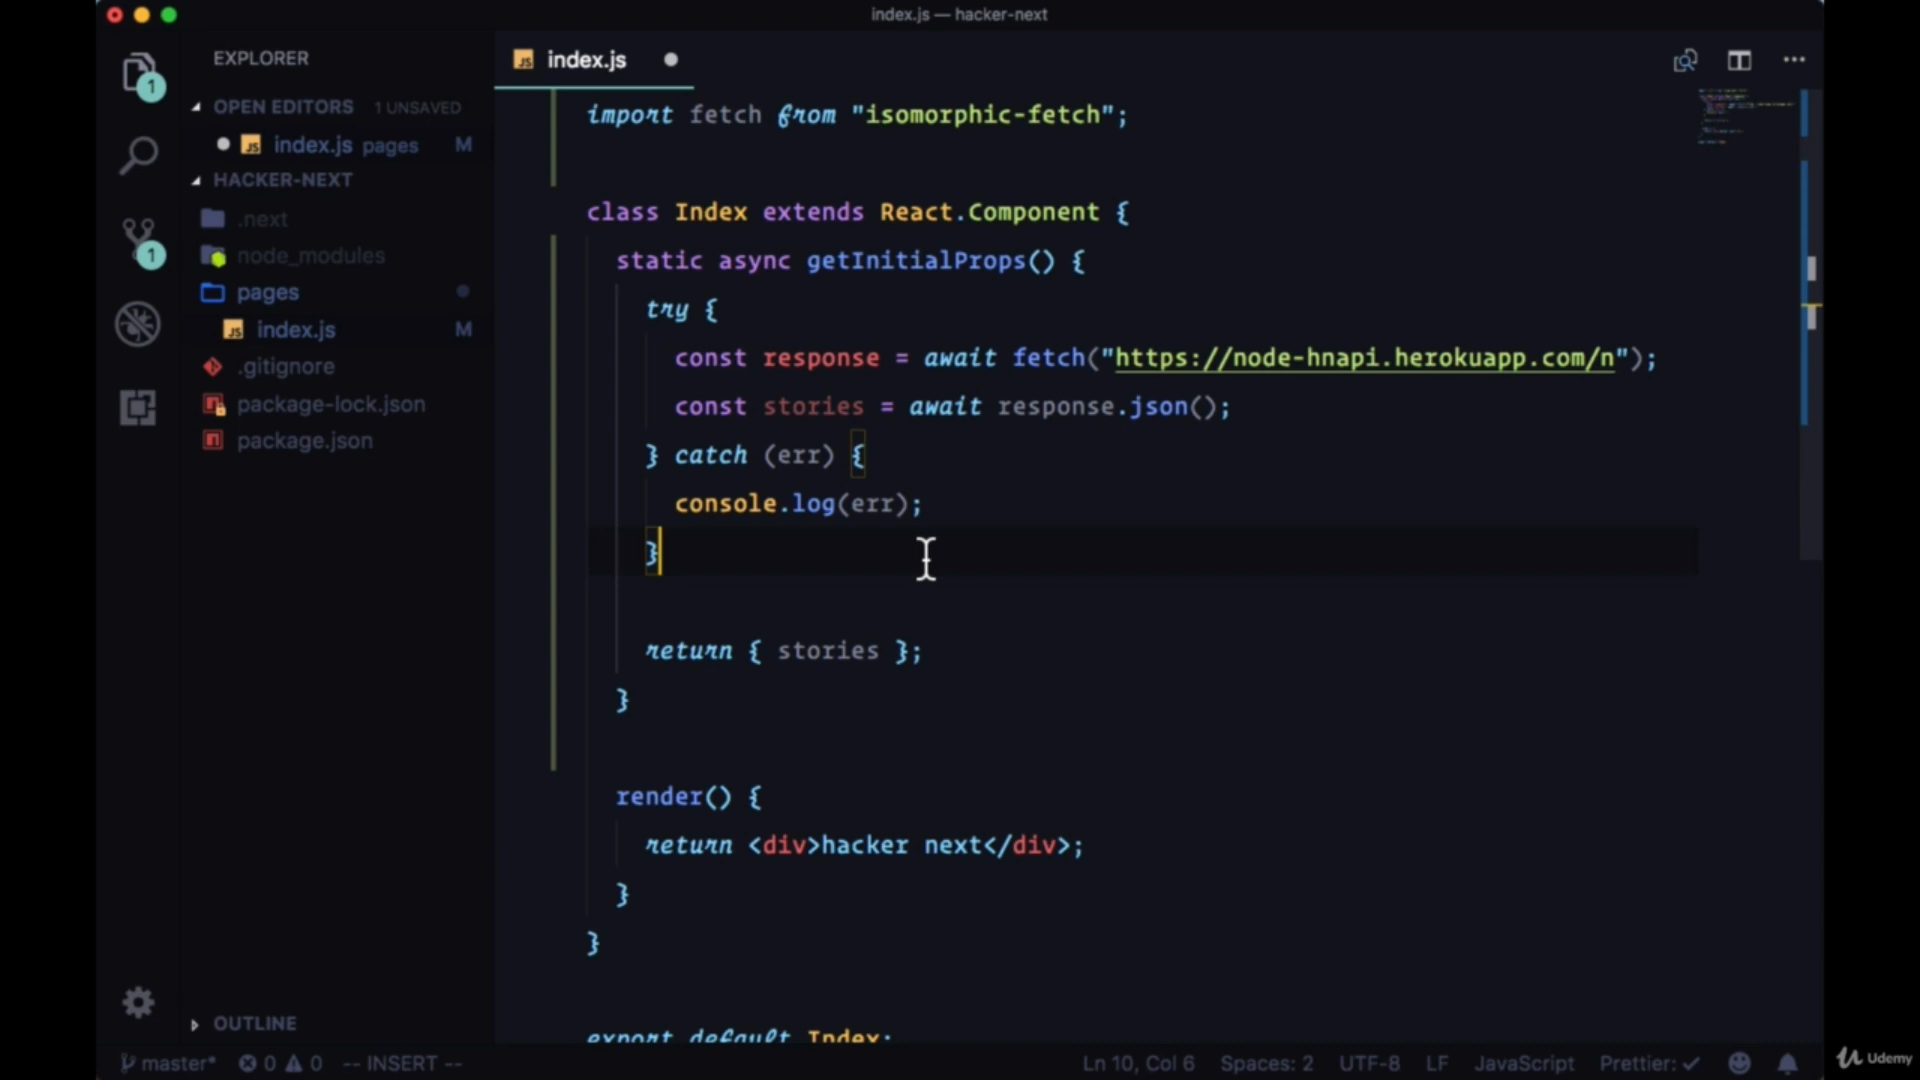 index.js — hacker-next
EXPLORER
OPEN EDITORS 1 UNSAVED
index.js pages M
HACKER-NEXT
.next
node_modules
pages
index.js M
.gitignore
package-lock.json
package.json
OUTLINE
1
1
index.js
import fetch from "isomorphic-fetch";
class Index extends React.Component {
static async getInitialProps() {
try {
const response = await fetch("https://node-hnapi.herokuapp.com/n");
const stories = await response.json();
} catch (err) {
console.log(err);
}
return { stories };
}
render() {
return <div>hacker next</div>;
}
}
export default Index;
master* 0 0 -- INSERT -- Ln 10, Col 6 Spaces: 2 UTF-8 LF JavaScript Prettier: ✓
Udemy